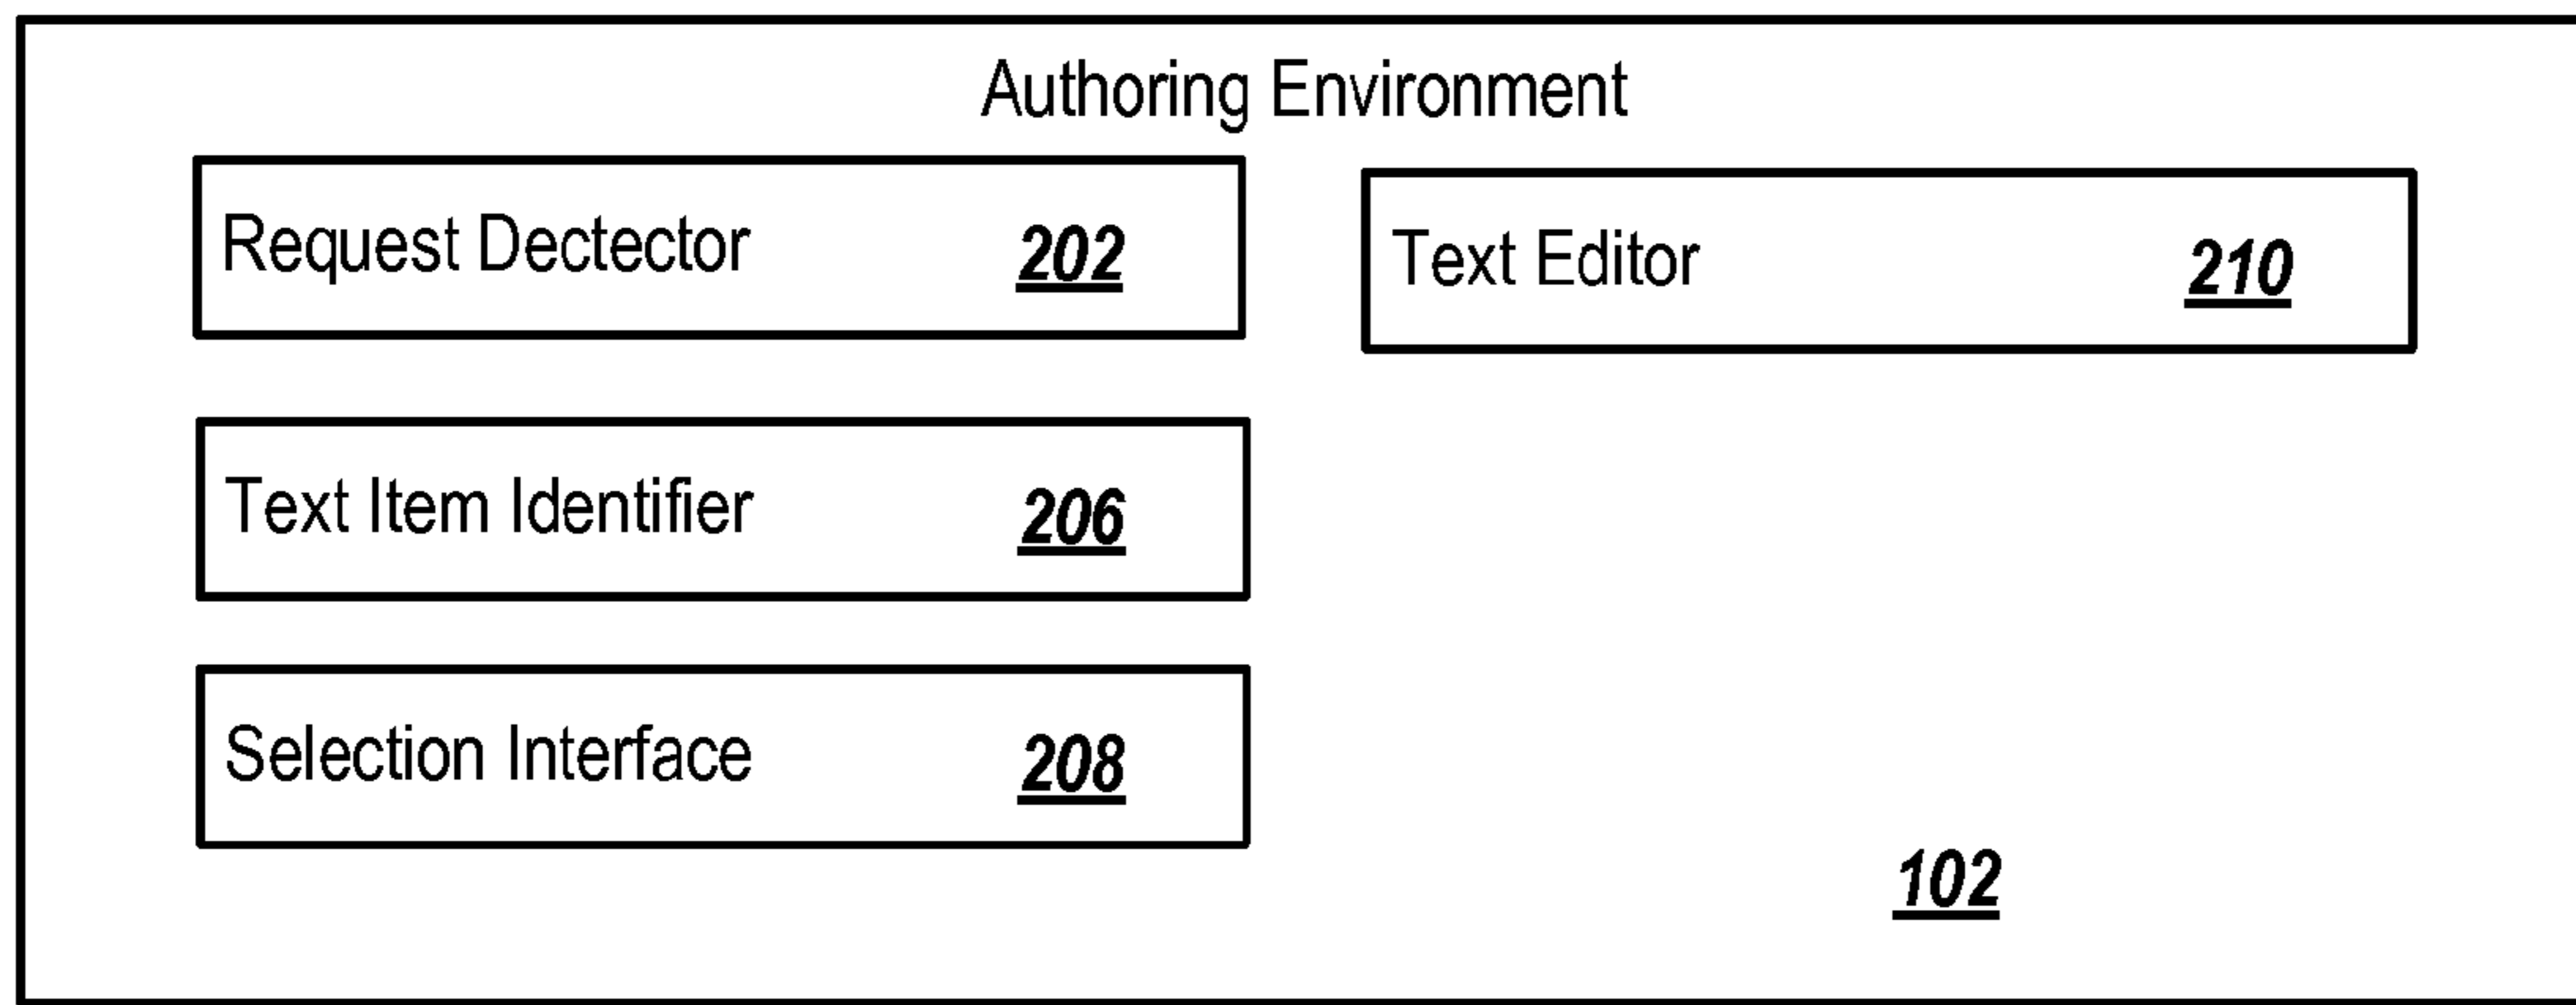 Authoring Environment
Request Dectector 202
Text Editor 210
Text Item Identifier 206
Selection Interface 208
102